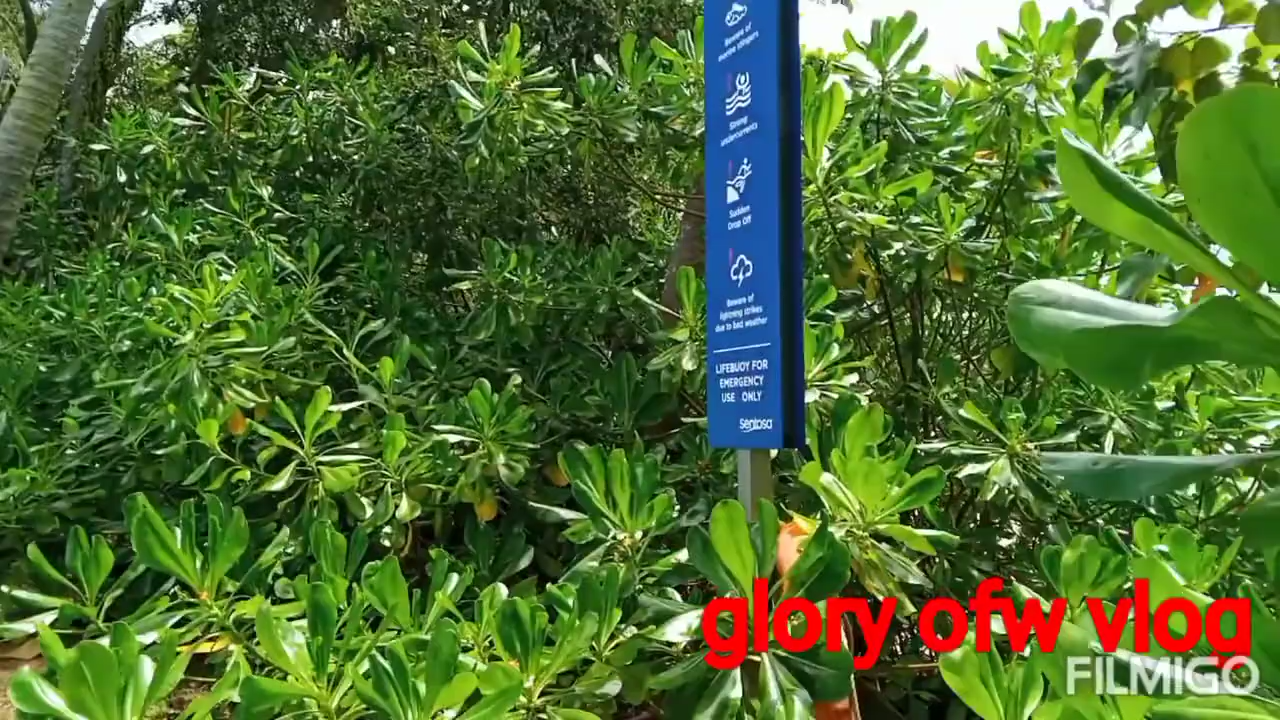 Beware of
marine stingers
Strong
undercurrents
Sudden
Drop Off
Beware of
lightning strikes
due to bad weather
LIFEBUOY FOR
EMERGENCY
USE ONLY
sentosa
glory ofw vlog
FILMIGO